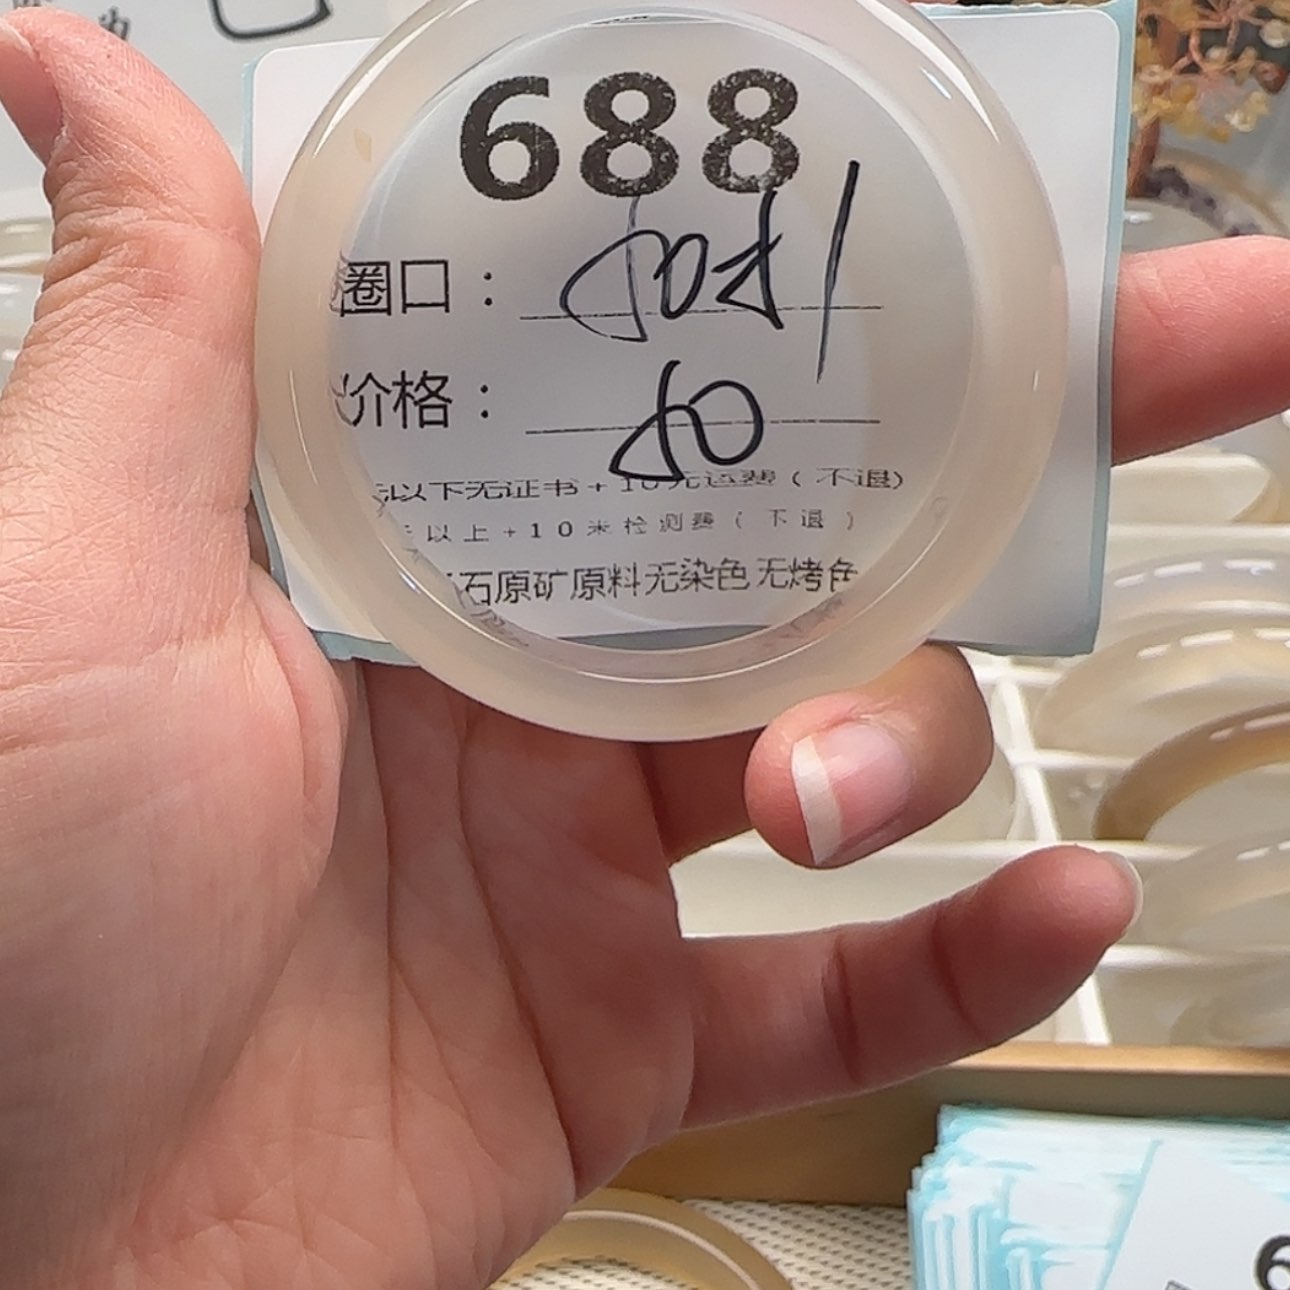 688
圈口：
价格： 50
以下无证书+10元运费（不退）
以上+10米检测费（不退）
石原矿原料无染色 无烤色
6